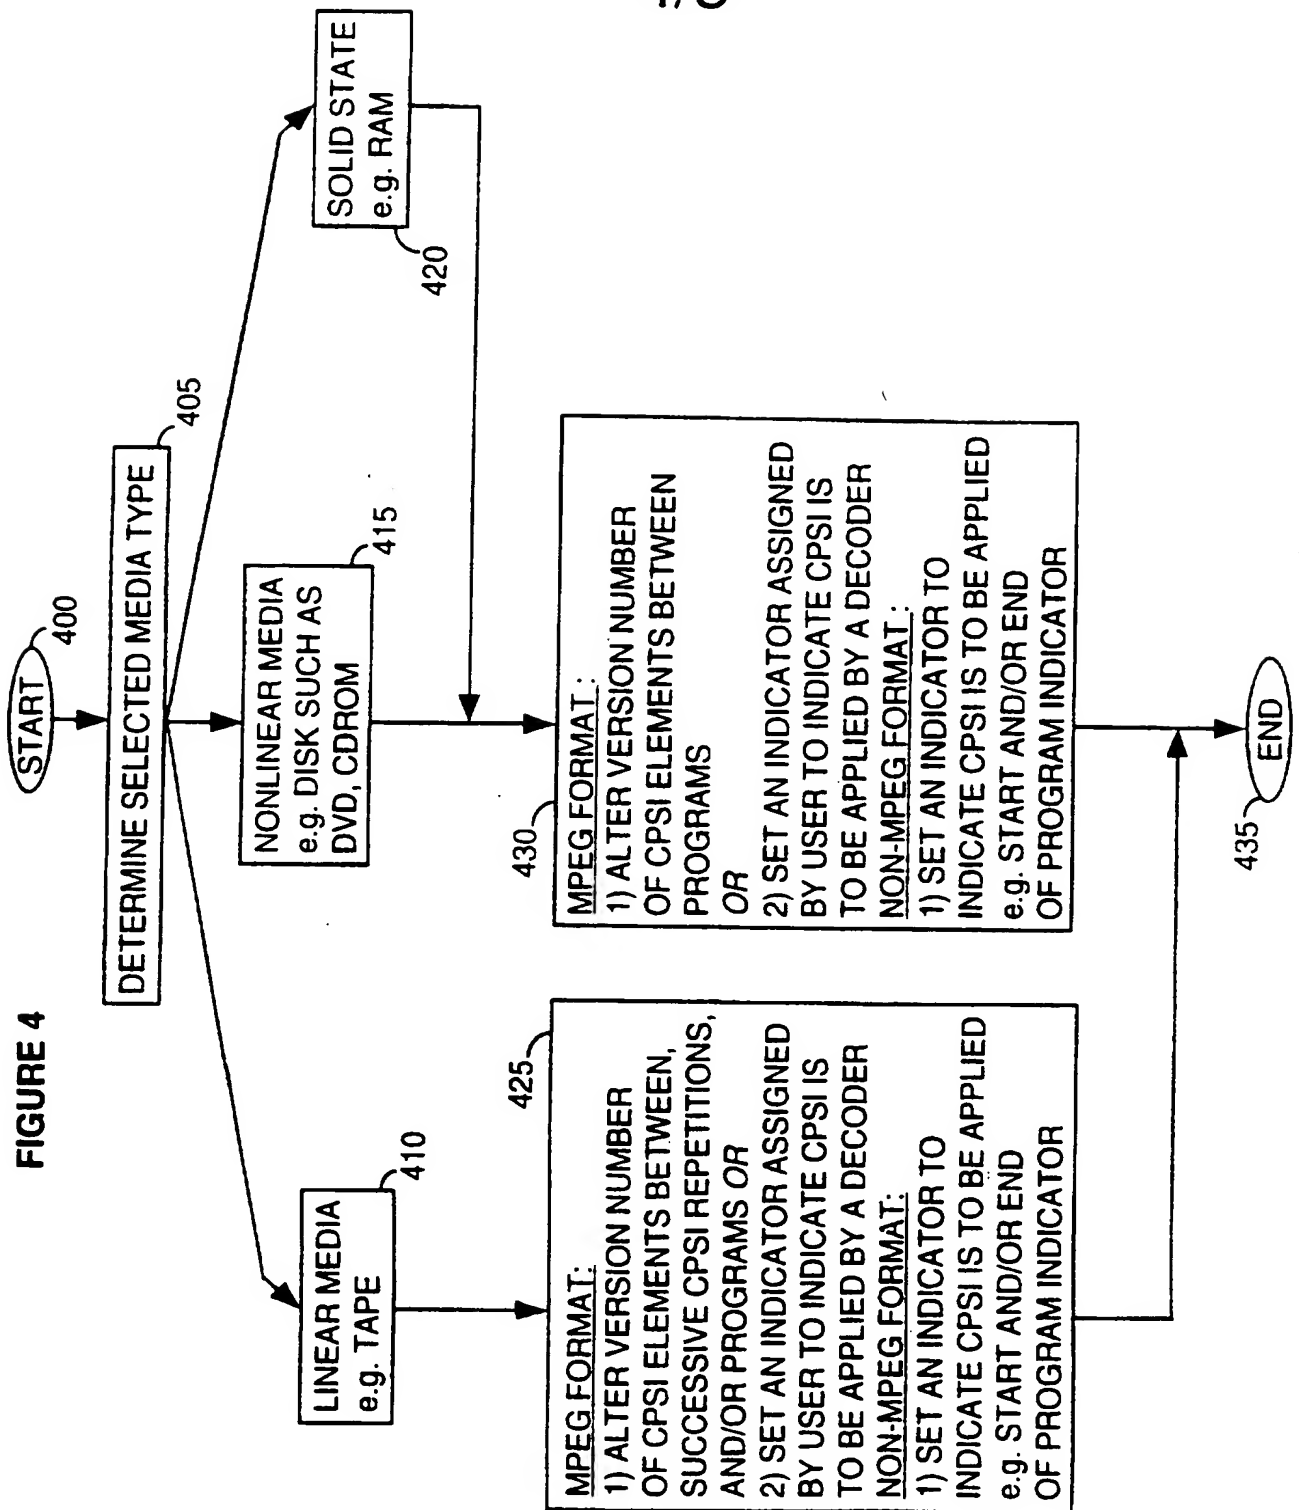 FIGURE 4
START
400
DETERMINE SELECTED MEDIA TYPE
405
LINEAR MEDIA
e.g. TAPE
410
NONLINEAR MEDIA
e.g. DISK SUCH AS
DVD, CDROM
415
SOLID STATE
e.g. RAM
420
425
MPEG FORMAT:
1) ALTER VERSION NUMBER
OF CPSI ELEMENTS BETWEEN,
SUCCESSIVE CPSI REPETITIONS,
AND/OR PROGRAMS OR
2) SET AN INDICATOR ASSIGNED
BY USER TO INDICATE CPSI IS
TO BE APPLIED BY A DECODER
NON-MPEG FORMAT:
1) SET AN INDICATOR TO
INDICATE CPSI IS TO BE APPLIED
e.g. START AND/OR END
OF PROGRAM INDICATOR
430
MPEG FORMAT :
1) ALTER VERSION NUMBER
OF CPSI ELEMENTS BETWEEN
PROGRAMS
OR
2) SET AN INDICATOR ASSIGNED
BY USER TO INDICATE CPSI IS
TO BE APPLIED BY A DECODER
NON-MPEG FORMAT :
1) SET AN INDICATOR TO
INDICATE CPSI IS TO BE APPLIED
e.g. START AND/OR END
OF PROGRAM INDICATOR
435
END